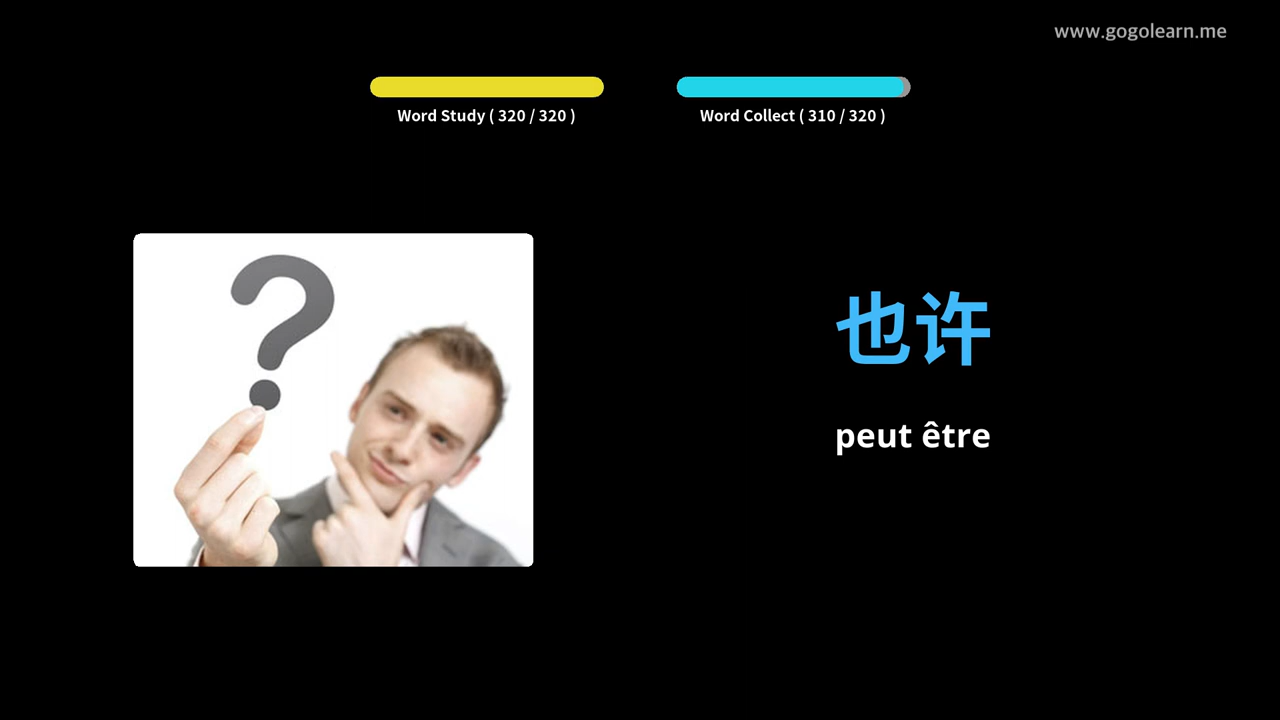 www.gogolearn.me
Word Study ( 320 / 320 )
Word Collect ( 310 / 320 )
?
也许
peut être